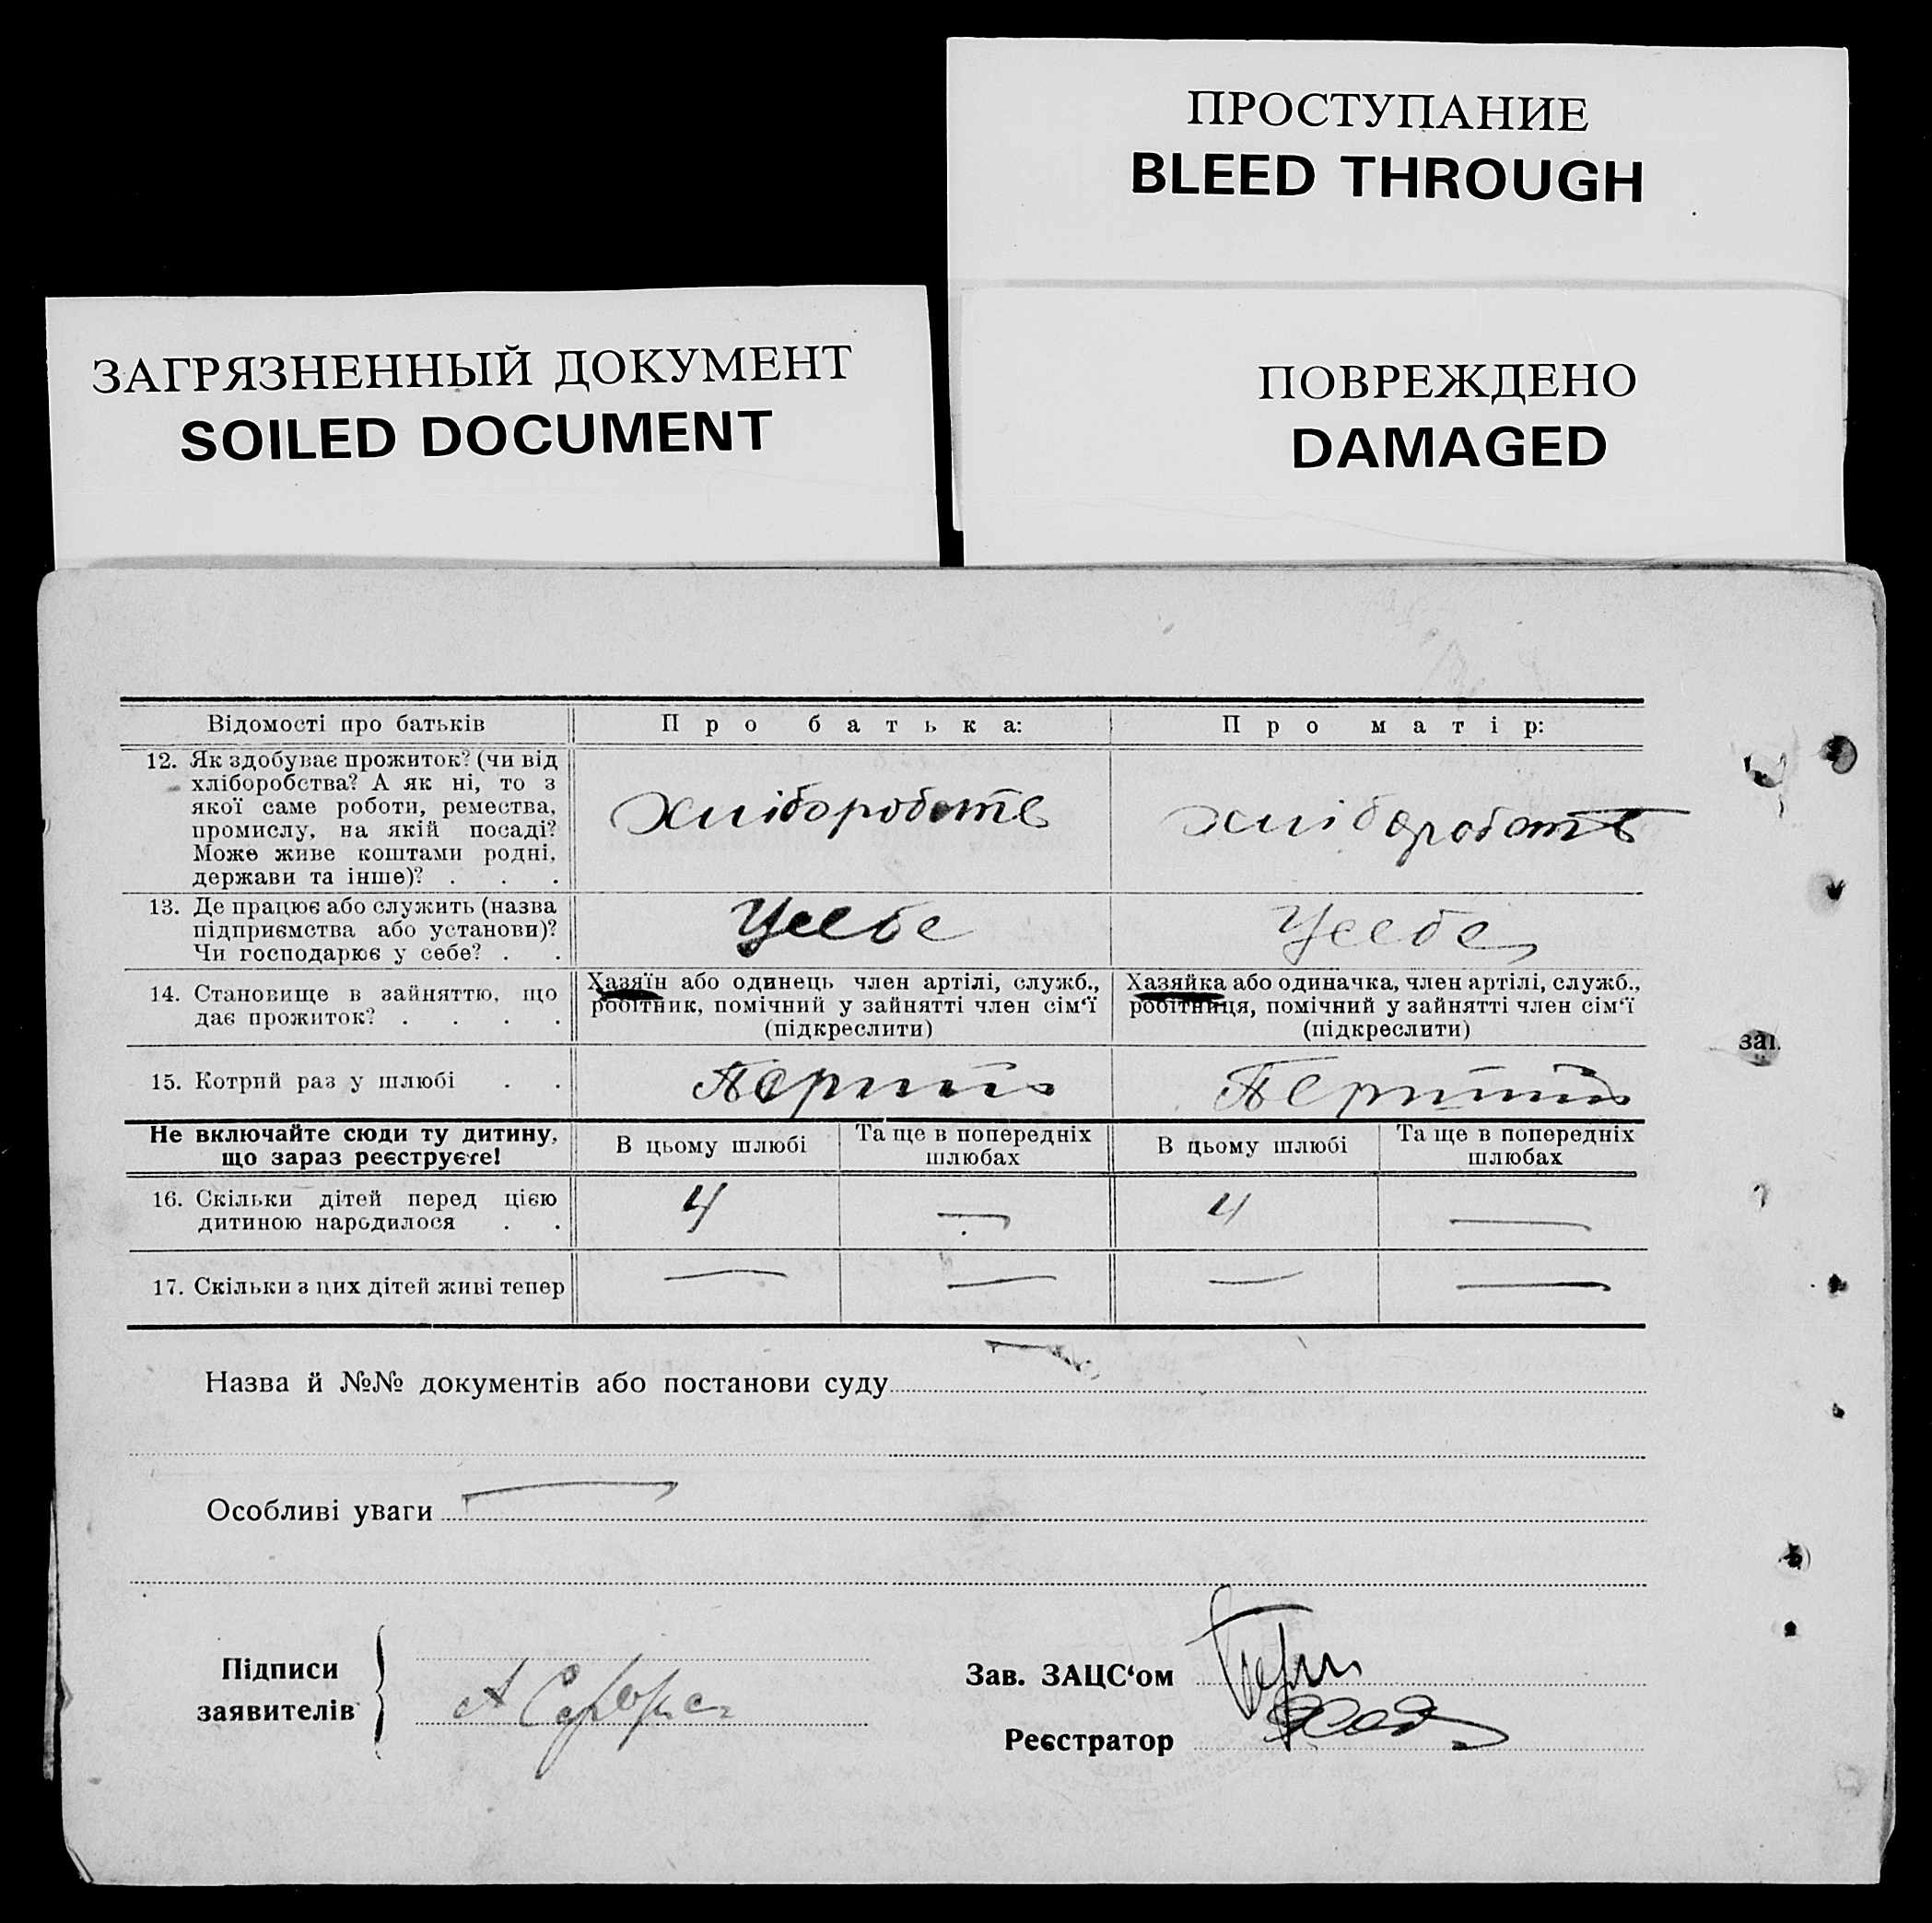 ПРОСТУПАНИЕ
BLEED THROUGH
ЗАГРЯЗНЕННЫЙ ДОКУМЕНТ
SOILED DOCUMENT
ПОВРЕЖДЕНО
DAMAGED
Відомості про батьків Про батька: Про матір:
12. Як здобуває прожиток? (чи від
хліборобства? А як ні, то з
якої саме роботи, ремества,
промислу, на якій посаді?
Може живе коштами родні,
держави та інше)? . . .
хлібороботв хлібороботв
13. Де працює або служить (назва
підприємства або установи)?
Чи господарює у себе? . .
Усебе Усебе
14. Становище в зайняттю, що
дає прожиток? . . . .
Хазяїн або одинець член артілі, служб.,
робітник, помічний у зайнятті член сім‘ї
(підкреслити)
Хазяйка або одиначка, член артілі, служб.,
робітниця, помічний у зайнятті член сім‘ї
(підкреслити)
15. Котрий раз у шлюбі . .
Перший Перший
Не включайте сюди ту дитину,
що зараз реєструєте!
В цьому шлюбі
Та ще в попередніх
шлюбах
В цьому шлюбі
Та ще в попередніх
шлюбах
16. Скільки дітей перед цією
дитиною народилося . .
4 — 4 —
17. Скільки з цих дітей живі тепер — — — —
Назва й №№ документів або постанови суду
Особливі уваги
Підписи
заявителів
Зав. ЗАЦС‘ом
Реєстратор
заг.